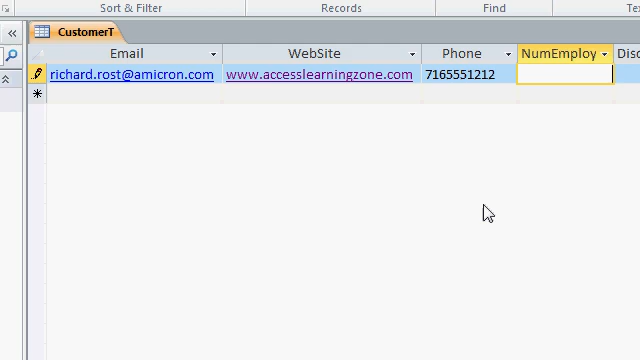 Sort & Filter Records Find
CustomerT
Email WebSite Phone NumEmploy
richard.rost@amicron.com www.accesslearningzone.com 7165551212